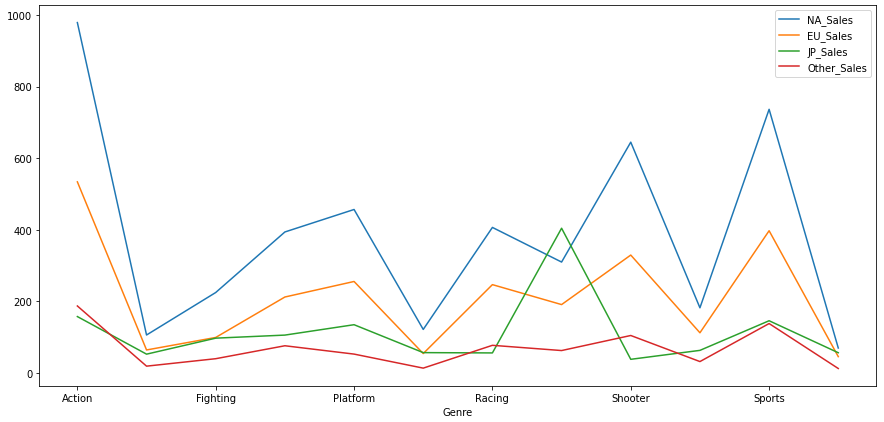 1000
800
600
400
200
0
NA_Sales
EU_Sales
JP_Sales
Other_Sales
Action Fighting Platform Racing Shooter Sports
Genre